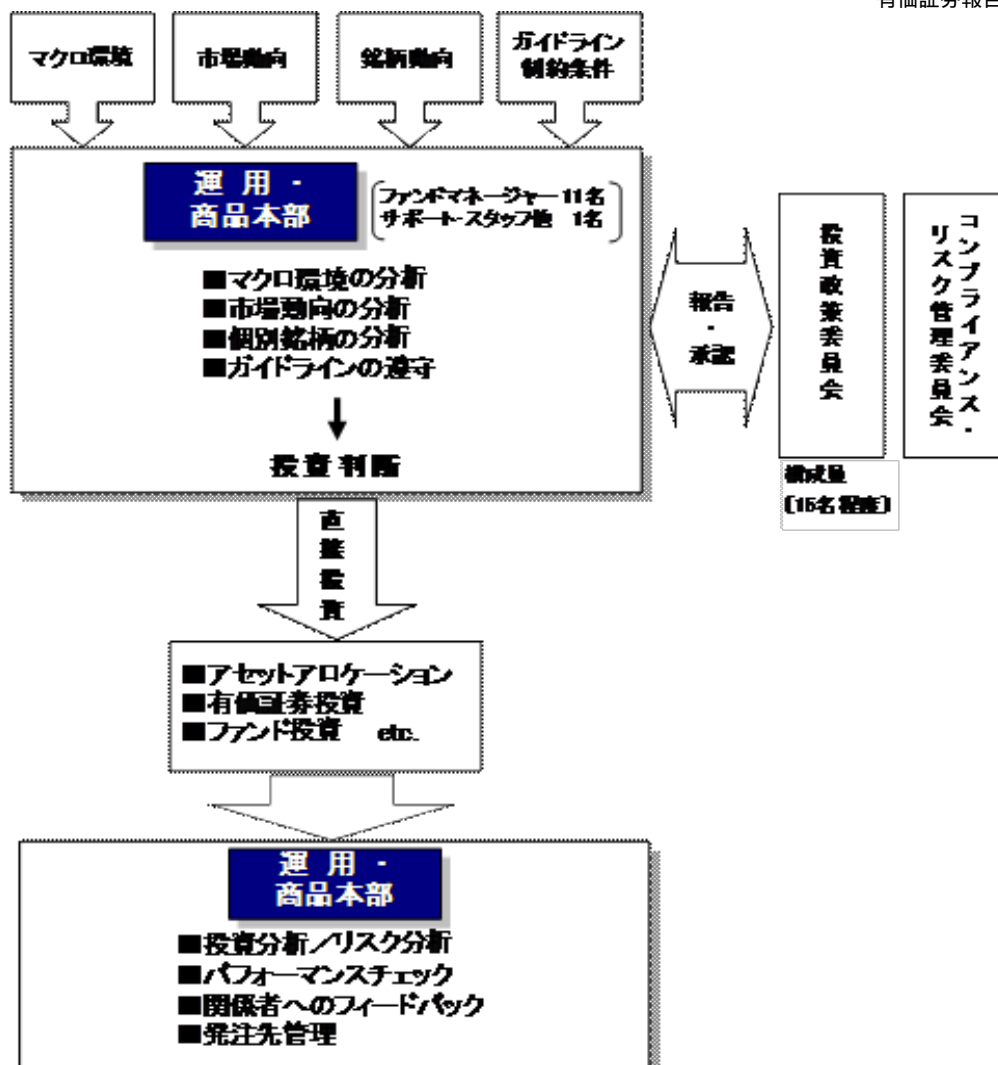 有価証券報告
マクロ環境
市場動向
銘柄動向
ガイドライン
制約条件
運 用 ・
商品本部
ファンドマネージャー 11名
サポート・スタッフ他 1名
■マクロ環境の分析
■市場動向の分析
■個別銘柄の分析
■ガイドラインの遵守
投資判断
報告
・
承認
投資政策委員会
コンプライアンス・
リスク管理委員会
構成員
(15名程度)
直接投資
■アセットアロケーション
■有価証券投資
■ファンド投資 etc.
運 用 ・
商品本部
■投資分析/リスク分析
■パフォーマンスチェック
■関係者へのフィードバック
■発注先管理